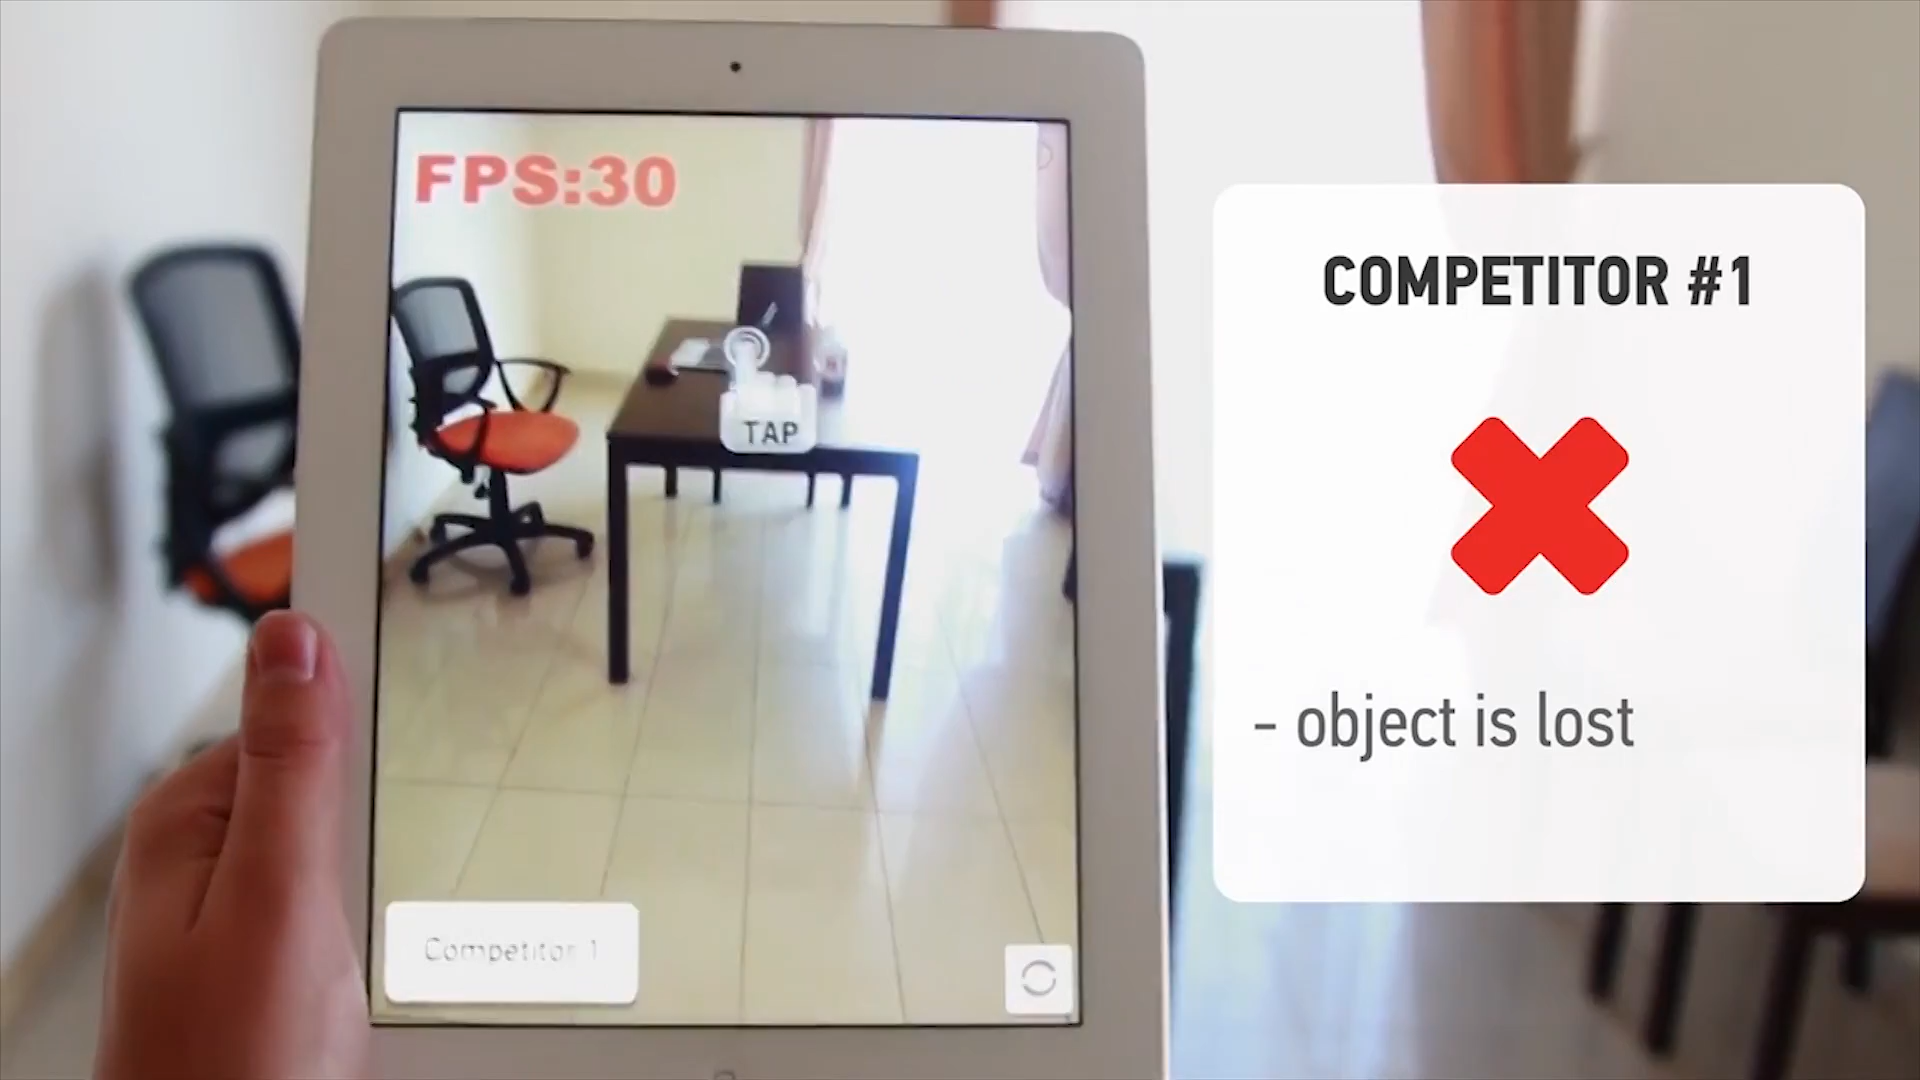 FPS:30
TAP
Competitor 1
COMPETITOR #1
- object is lost